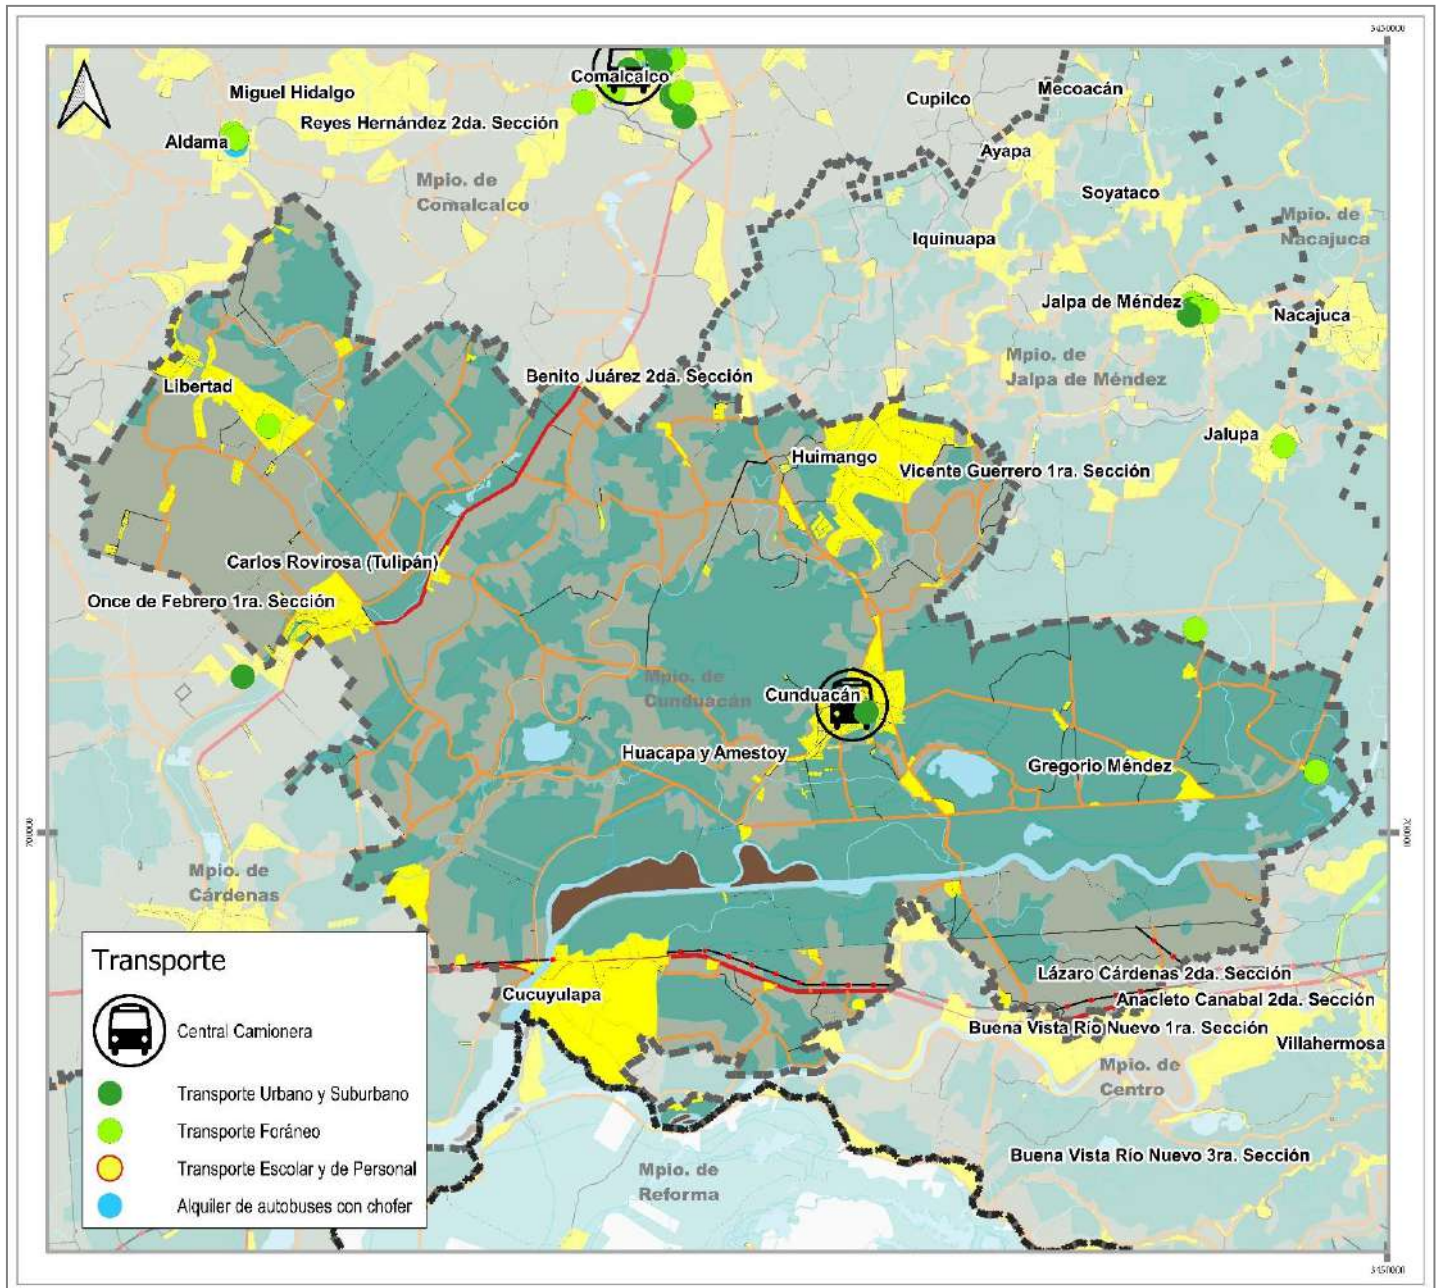 Comalcalco
Miguel Hidalgo
Cupilco
Mecoacán
Reyes Hernández 2da. Sección
Aldama
Ayapa
Mpio. de
Comalcalco
Soyataco
Mpio. de
Nacajuca
Iquinuapa
Jalpa de Méndez
Nacajuca
Mpio. de
Jalpa de Méndez
Libertad
Benito Juárez 2da. Sección
Jalupa
Huimango
Vicente Guerrero 1ra. Sección
Carlos Rovirosa (Tulipán)
Once de Febrero 1ra. Sección
Mpio. de
Cunduacán
Cunduacán
Huacapa y Amestoy
Gregorio Méndez
Mpio. de
Cárdenas
Lázaro Cárdenas 2da. Sección
Cucuyulapa
Anacleto Canabal 2da. Sección
Buena Vista Río Nuevo 1ra. Sección
Villahermosa
Mpio. de
Centro
Buena Vista Río Nuevo 3ra. Sección
Mpio. de
Reforma
Transporte
Central Camionera
Transporte Urbano y Suburbano
Transporte Foráneo
Transporte Escolar y de Personal
Alquiler de autobuses con chofer